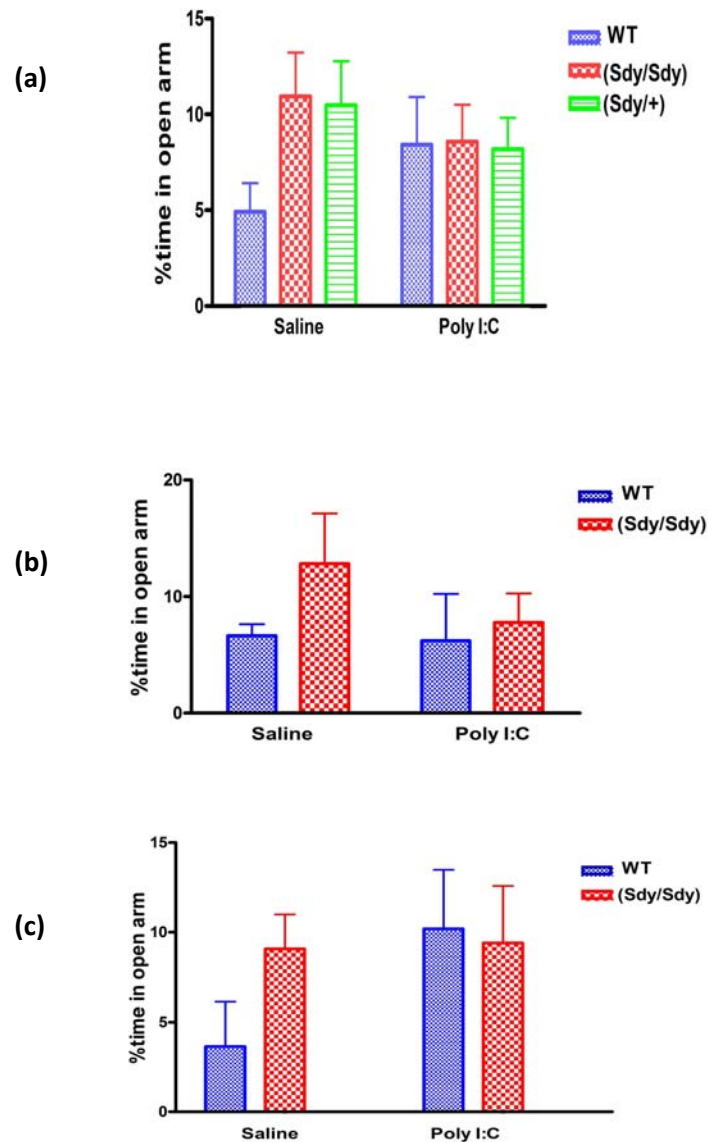 (a)
%time in open arm
15
10
5
0
Saline
Poly I:C
WT
(Sdy/Sdy)
(Sdy/+)
(b)
%time in open arm
20
10
0
Saline
Poly I:C
WT
(Sdy/Sdy)
(c)
%time in open arm
15
10
5
0
Saline
Poly I:C
WT
(Sdy/Sdy)